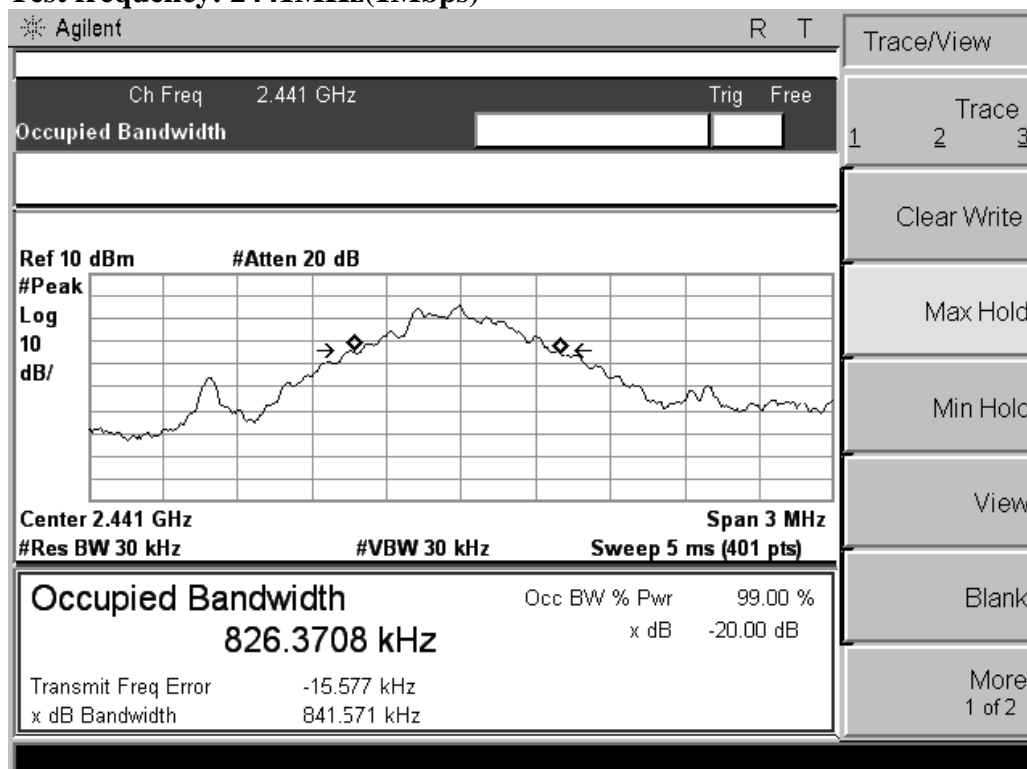 Test frequency: 2441MHz(1Mbps)
Agilent R T
Ch Freq 2.441 GHz Trig Free
Occupied Bandwidth
Ref 10 dBm #Atten 20 dB
#Peak
Log
10
dB/
Center 2.441 GHz Span 3 MHz
#Res BW 30 kHz #VBW 30 kHz Sweep 5 ms (401 pts)
Occupied Bandwidth
826.3708 kHz
Occ BW % Pwr 99.00 %
x dB -20.00 dB
Transmit Freq Error -15.577 kHz
x dB Bandwidth 841.571 kHz
Trace/View
Trace
1 2 3
Clear Write
Max Hold
Min Hold
View
Blank
More
1 of 2